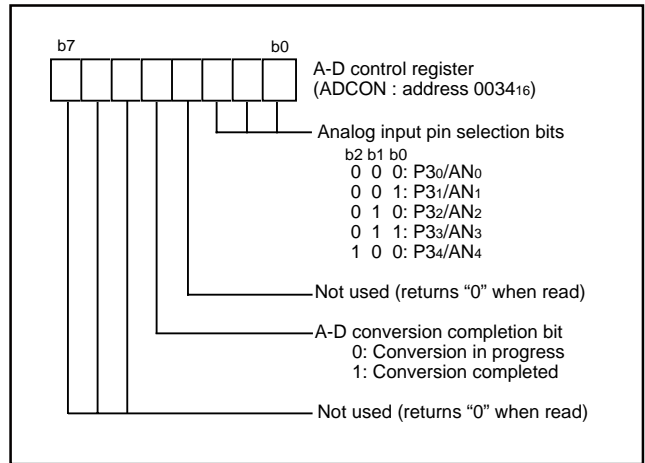 b7 b0
A-D control register
(ADCON : address 003416)
Analog input pin selection bits
b2 b1 b0
0 0 0: P30/AN0
0 0 1: P31/AN1
0 1 0: P32/AN2
0 1 1: P33/AN3
1 0 0: P34/AN4
Not used (returns “0” when read)
A-D conversion completion bit
0: Conversion in progress
1: Conversion completed
Not used (returns “0” when read)